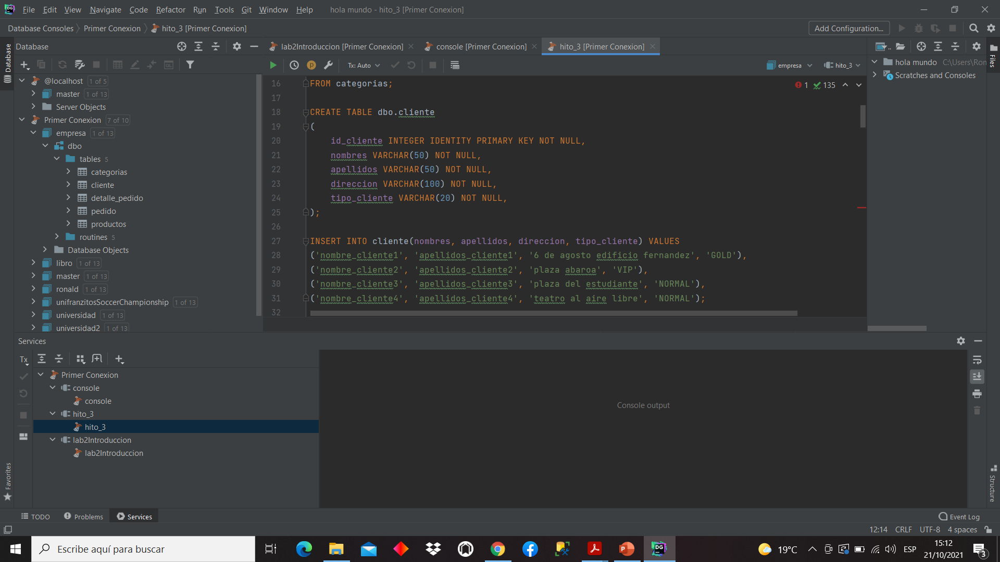 File Edit View Navigate Code Refactor Run Tools Git Window Help hola mundo - hito_3 [Primer Conexion]
Database Consoles Primer Conexion hito_3 [Primer Conexion] Add Configuration...
Database
lab2Introduccion [Primer Conexion] console [Primer Conexion] hito_3 [Primer Conexion]
Tx: Auto empresa hito_3
Database
@localhost 1 of 5
master 1 of 13
Server Objects
Primer Conexion 7 of 10
empresa 1 of 13
dbo
tables 5
categorias
cliente
detalle_pedido
pedido
productos
routines 5
Database Objects
libro 1 of 13
master 1 of 13
ronald 1 of 13
unifranzitosSoccerChampionship 1 of 13
universidad 1 of 13
universidad2 1 of 13
1 135
16 FROM categorias;
17
18 CREATE TABLE dbo.cliente
19 (
20 id_cliente INTEGER IDENTITY PRIMARY KEY NOT NULL,
21 nombres VARCHAR(50) NOT NULL,
22 apellidos VARCHAR(50) NOT NULL,
23 direccion VARCHAR(100) NOT NULL,
24 tipo_cliente VARCHAR(20) NOT NULL,
25 );
26
27 INSERT INTO cliente(nombres, apellidos, direccion, tipo_cliente) VALUES
28 ('nombre_cliente1', 'apellidos_cliente1', '6 de agosto edificio fernandez', 'GOLD'),
29 ('nombre_cliente2', 'apellidos_cliente2', 'plaza abaroa', 'VIP'),
30 ('nombre_cliente3', 'apellidos_cliente3', 'plaza del estudiante', 'NORMAL'),
31 ('nombre_cliente4', 'apellidos_cliente4', 'teatro al aire libre', 'NORMAL');
32
hola mundo C:\Users\Ron
Scratches and Consoles
Files
Services
Tx
Primer Conexion
console
console
hito_3
hito_3
lab2Introduccion
lab2Introduccion
Console output
Favorites
Structure
TODO Problems Services Event Log
12:14 CRLF UTF-8 4 spaces
Escribe aquí para buscar
19°C ESP
15:12
21/10/2021
3